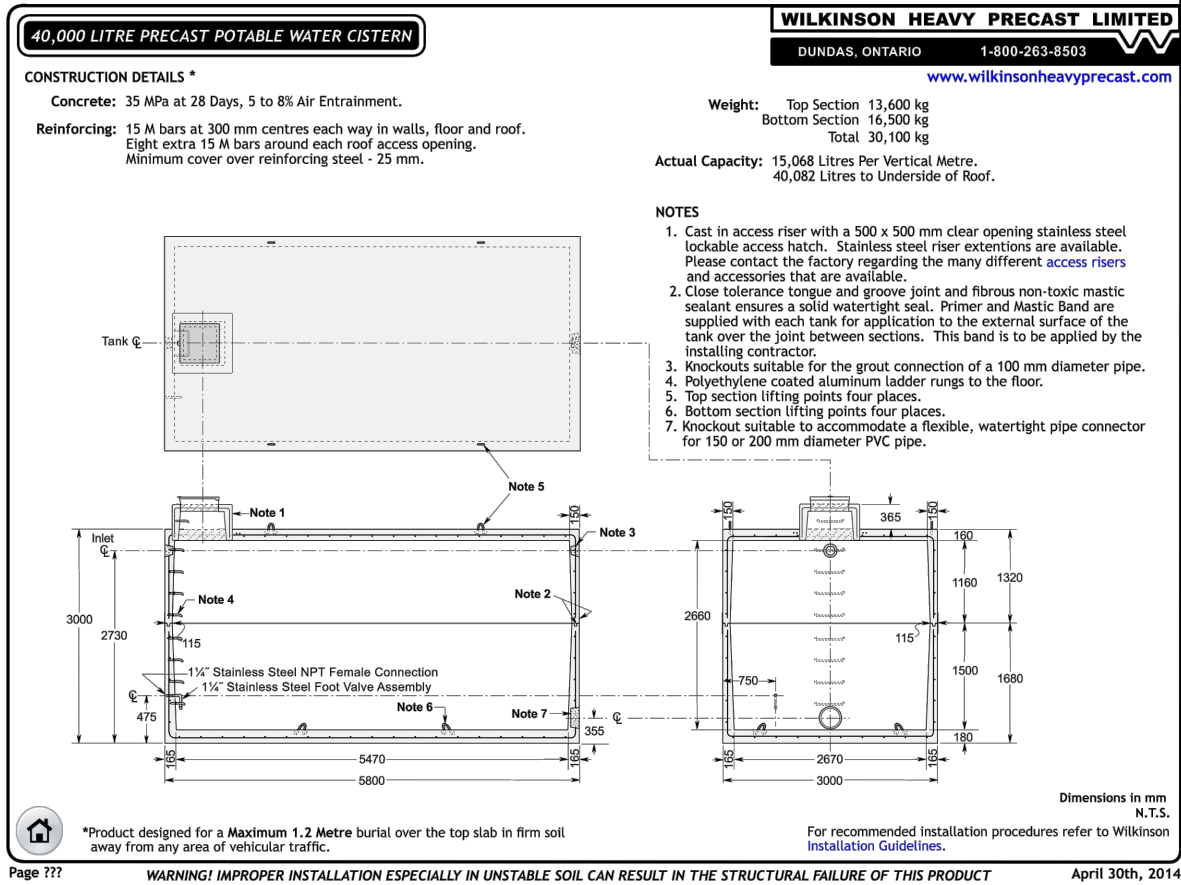 40,000 LITRE PRECAST POTABLE WATER CISTERN
WILKINSON HEAVY PRECAST LIMITED
DUNDAS, ONTARIO 1-800-263-8503
www.wilkinsonheavyprecast.com
CONSTRUCTION DETAILS *
Concrete: 35 MPa at 28 Days, 5 to 8% Air Entrainment.
Reinforcing: 15 M bars at 300 mm centres each way in walls, floor and roof.
Eight extra 15 M bars around each roof access opening.
Minimum cover over reinforcing steel - 25 mm.
Weight: Top Section 13,600 kg
Bottom Section 16,500 kg
Total 30,100 kg
Actual Capacity: 15,068 Litres Per Vertical Metre.
40,082 Litres to Underside of Roof.
NOTES
1. Cast in access riser with a 500 x 500 mm clear opening stainless steel
lockable access hatch. Stainless steel riser extentions are available.
Please contact the factory regarding the many different access risers
and accessories that are available.
2. Close tolerance tongue and groove joint and fibrous non-toxic mastic
sealant ensures a solid watertight seal. Primer and Mastic Band are
supplied with each tank for application to the external surface of the
tank over the joint between sections. This band is to be applied by the
installing contractor.
3. Knockouts suitable for the grout connection of a 100 mm diameter pipe.
4. Polyethylene coated aluminum ladder rungs to the floor.
5. Top section lifting points four places.
6. Bottom section lifting points four places.
7. Knockout suitable to accommodate a flexible, watertight pipe connector
for 150 or 200 mm diameter PVC pipe.
Tank ℄
Note 5
Note 1
150
Note 3
Inlet
℄
Note 4
Note 2
3000
2730
115
1¼″ Stainless Steel NPT Female Connection
1¼″ Stainless Steel Foot Valve Assembly
℄
475
Note 6
Note 7
℄
355
165
5470
165
5800
150
365
150
160
1160
1320
2660
115
750
1500
1680
180
165
2670
165
3000
Dimensions in mm
N.T.S.
*Product designed for a Maximum 1.2 Metre burial over the top slab in firm soil
away from any area of vehicular traffic.
For recommended installation procedures refer to Wilkinson
Installation Guidelines.
Page ???
WARNING! IMPROPER INSTALLATION ESPECIALLY IN UNSTABLE SOIL CAN RESULT IN THE STRUCTURAL FAILURE OF THIS PRODUCT
April 30th, 2014